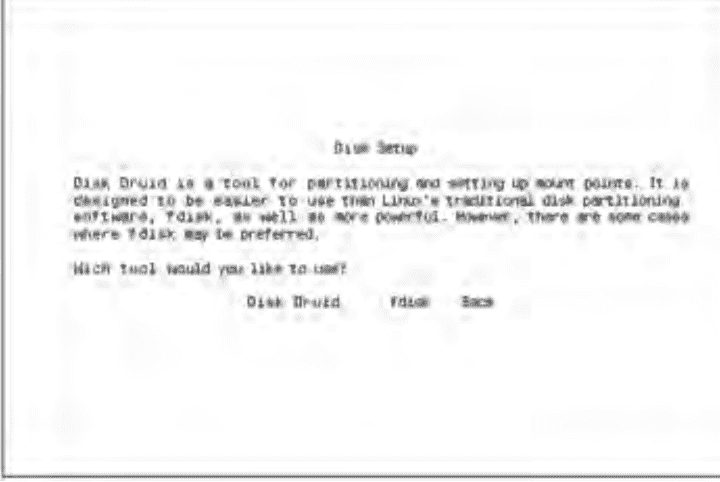 Disk Setup
Disk Druid is a tool for partitioning and setting up mount points. It is
designed to be easier to use than Linux's traditional disk partitioning
software, fdisk, as well as more powerful. However, there are some cases
where fdisk may be preferred.
Which tool would you like to use?
Disk Druid fdisk Back